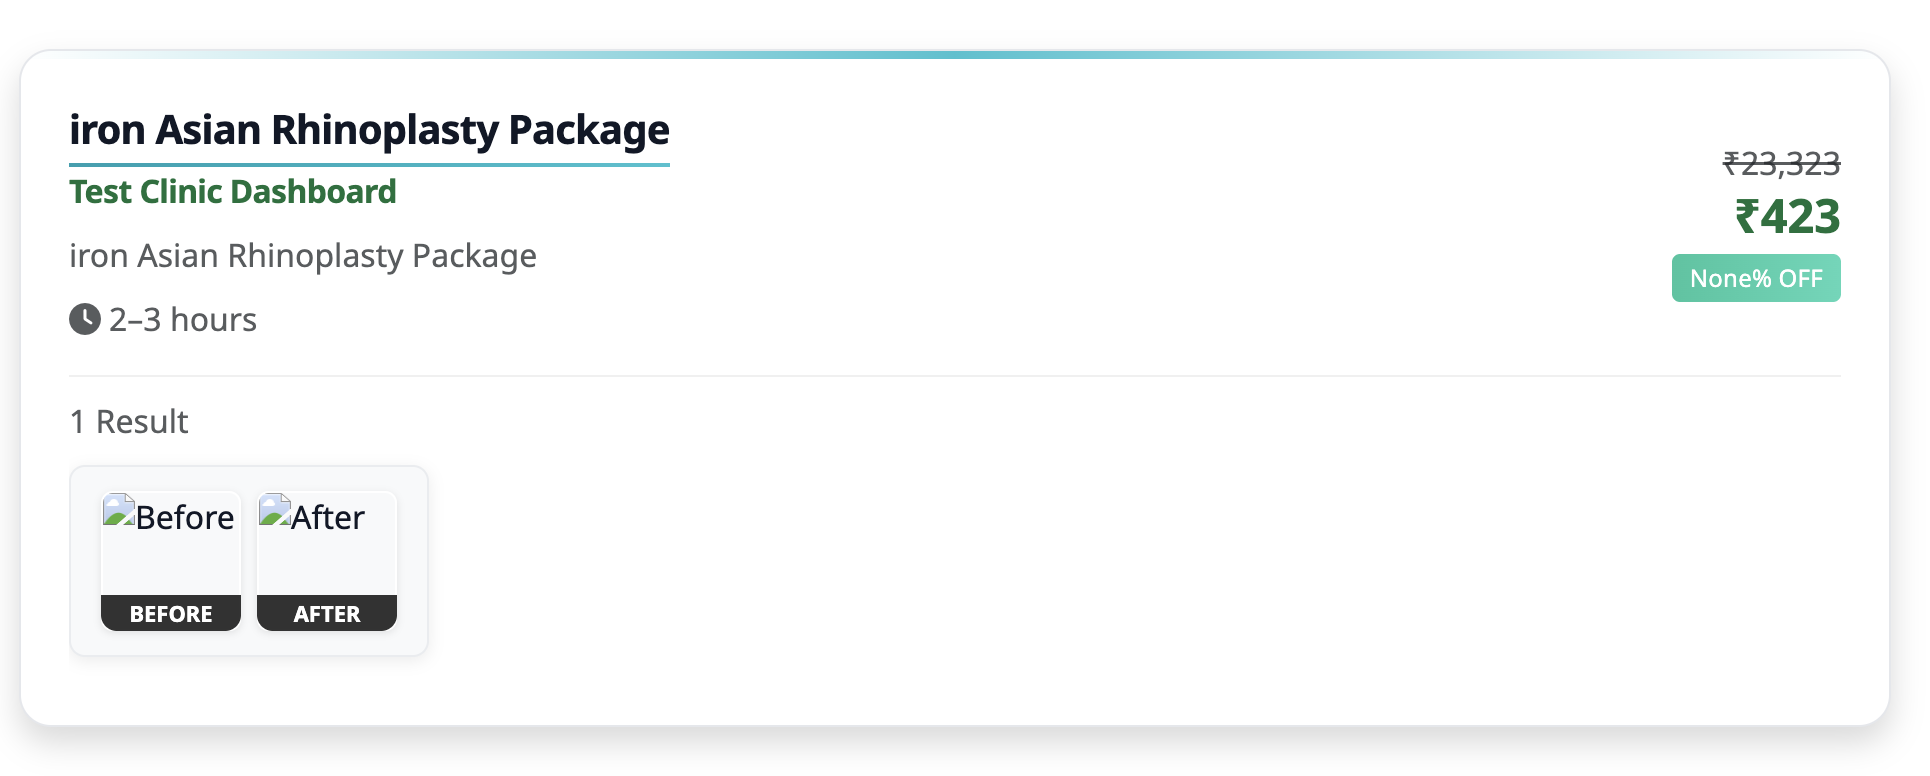 iron Asian Rhinoplasty Package
Test Clinic Dashboard
iron Asian Rhinoplasty Package
2–3 hours
₹23,323
₹423
None% OFF
1 Result
Before
After
BEFORE
AFTER